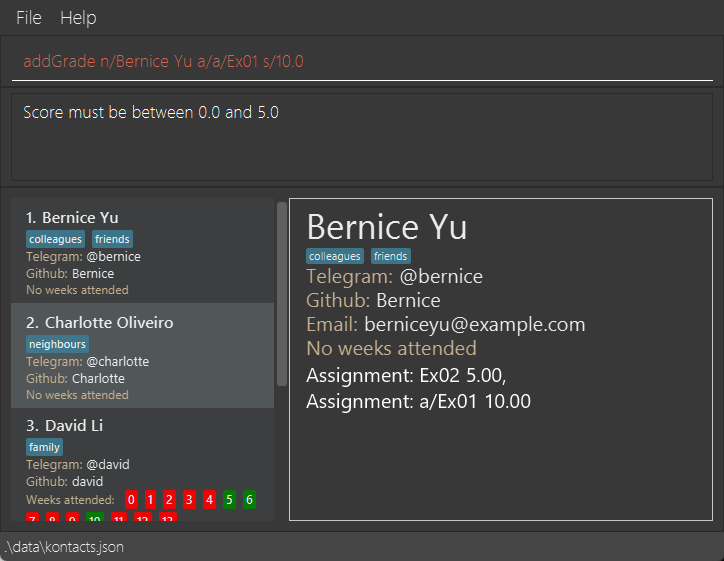 File Help
addGrade n/Bernice Yu a/a/Ex01 s/10.0
Score must be between 0.0 and 5.0
1. Bernice Yu
colleagues friends
Telegram: @bernice
Github: Bernice
No weeks attended
2. Charlotte Oliveiro
neighbours
Telegram: @charlotte
Github: Charlotte
No weeks attended
3. David Li
family
Telegram: @david
Github: david
Weeks attended: 0 1 2 3 4 5 6
7 8 9 10 11 12 13
Bernice Yu
colleagues friends
Telegram: @bernice
Github: Bernice
Email: berniceyu@example.com
No weeks attended
Assignment: Ex02 5.00,
Assignment: a/Ex01 10.00
.\data\kontacts.json